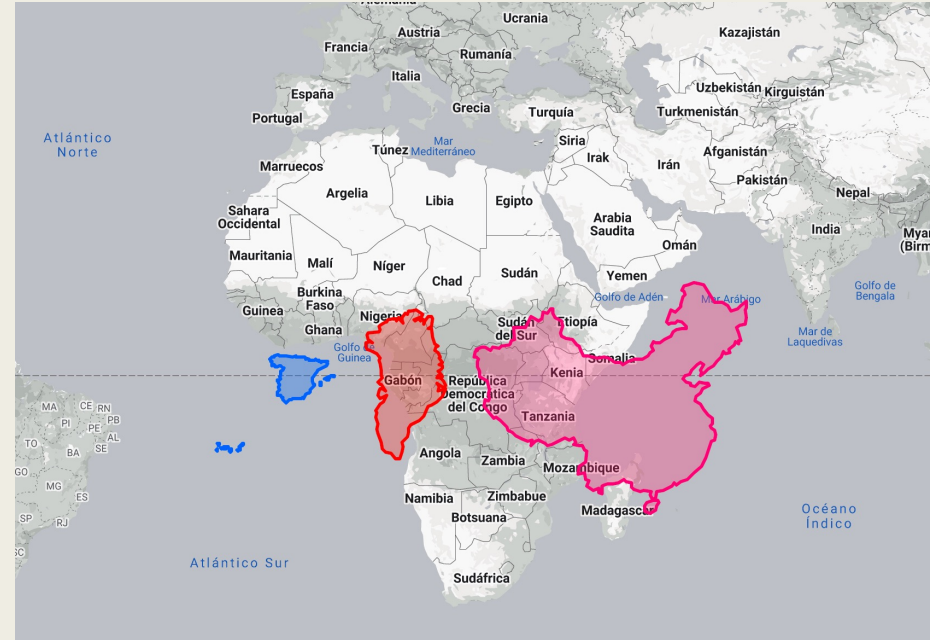 Alemania
Ucrania
Austria
Kazajistán
Francia
Rumanía
Italia
España
Uzbekistán
Kirguistán
Grecia
Turquía
Turkmenistán
Portugal
Atlántico
Norte
Siria
Túnez
Mar
Mediterráneo
Afganistán
Irak
Irán
Marruecos
Pakistán
Argelia
Nepal
Libia
Egipto
Sahara
Occidental
Arabia
Saudita
India
Omán
Mauritania
Malí
Níger
Chad
Sudán
Yemen
Burkina
Faso
Golfo de Adén
Mar Arábigo
Golfo de
Bengala
Guinea
Nigeria
Ghana
Sudán
del Sur
Etiopía
Mar de
Laquedivas
Golfo de
Guinea
Somalia
Kenia
Gabón
República
Democrática
del Congo
MA
CE
RN
PB
PI
PE
AL
SE
TO
BA
Tanzania
Angola
Zambia
Mozambique
GO
MG
ES
Namibia
Zimbabue
Madagascar
Botsuana
SP
RJ
SC
Océano
Índico
Atlántico Sur
Sudáfrica